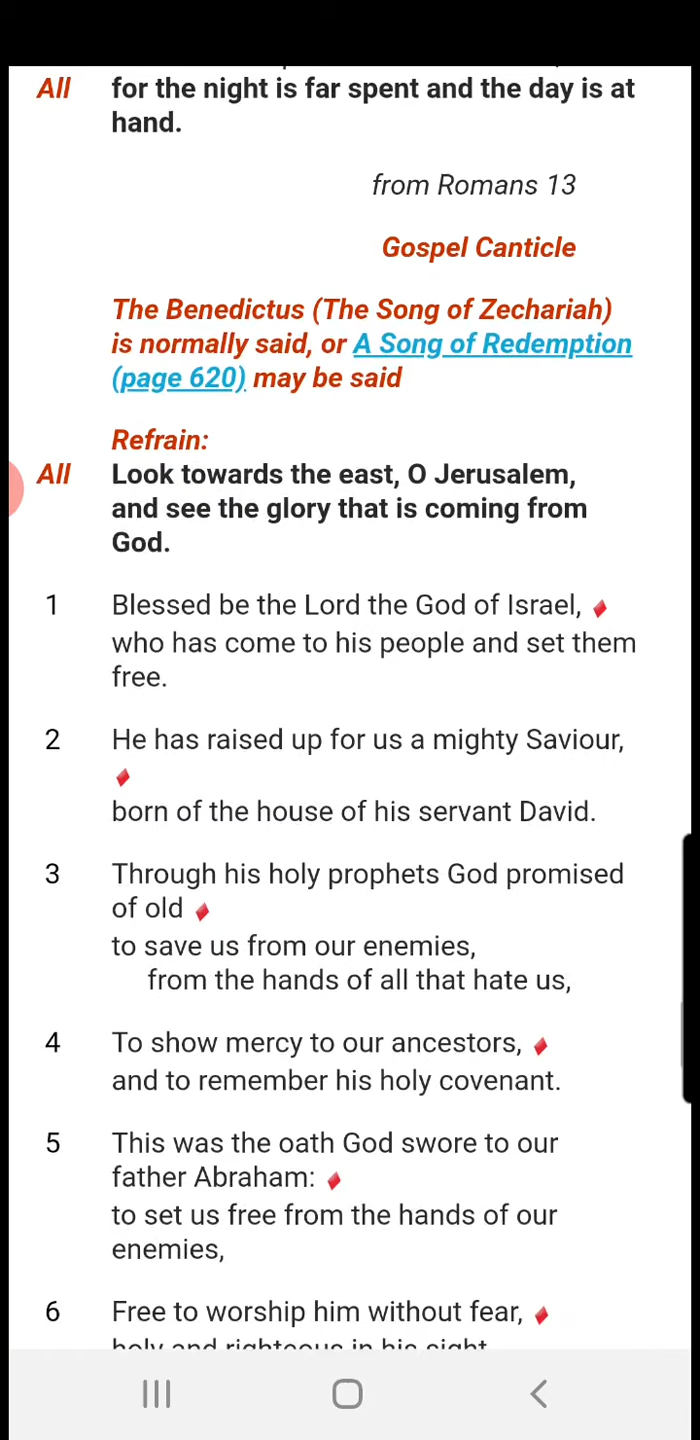 All for the night is far spent and the day is at
hand.
from Romans 13
Gospel Canticle
The Benedictus (The Song of Zechariah)
is normally said, or A Song of Redemption
(page 620) may be said
Refrain:
All Look towards the east, O Jerusalem,
and see the glory that is coming from
God.
1 Blessed be the Lord the God of Israel, ♦
who has come to his people and set them
free.
2 He has raised up for us a mighty Saviour,
♦
born of the house of his servant David.
3 Through his holy prophets God promised
of old ♦
to save us from our enemies,
from the hands of all that hate us,
4 To show mercy to our ancestors, ♦
and to remember his holy covenant.
5 This was the oath God swore to our
father Abraham: ♦
to set us free from the hands of our
enemies,
6 Free to worship him without fear, ♦
holy and righteous in his sight